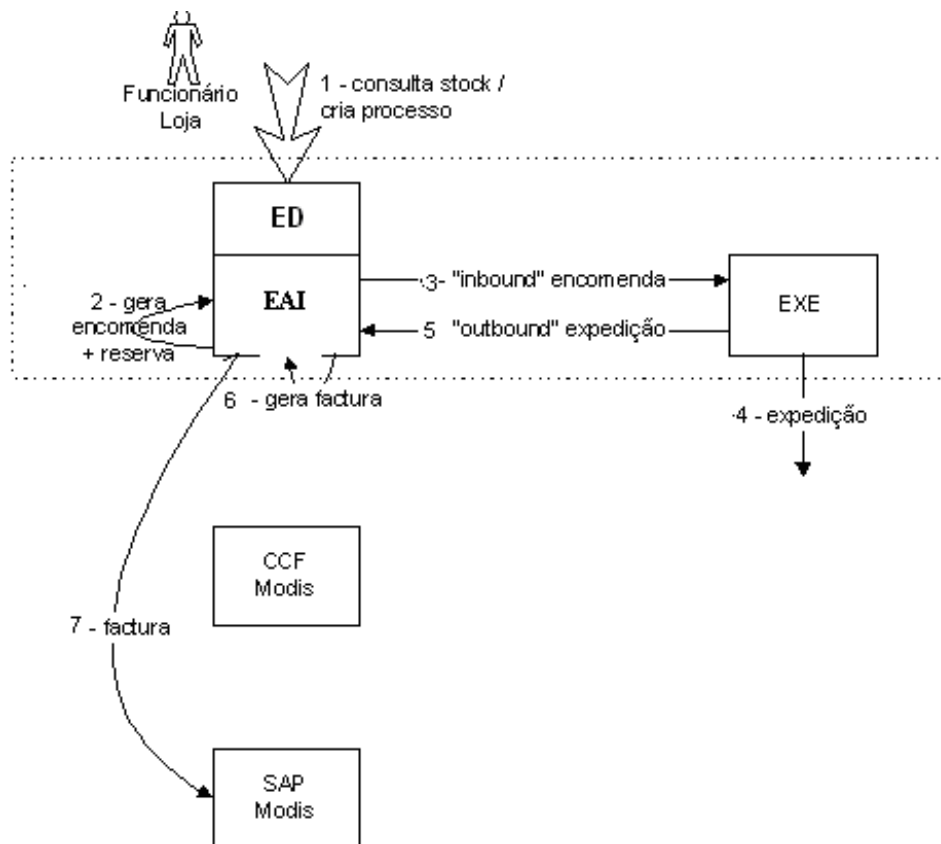 Funcionário
Loja
1 - consulta stock /
cria processo
ED
EAI
2 - gera
encomenda
+ reserva
3- "inbound" encomenda
5 "outbound" expedição
EXE
6 - gera factura
4 - expedição
CCF
Modis
7 - factura
SAP
Modis